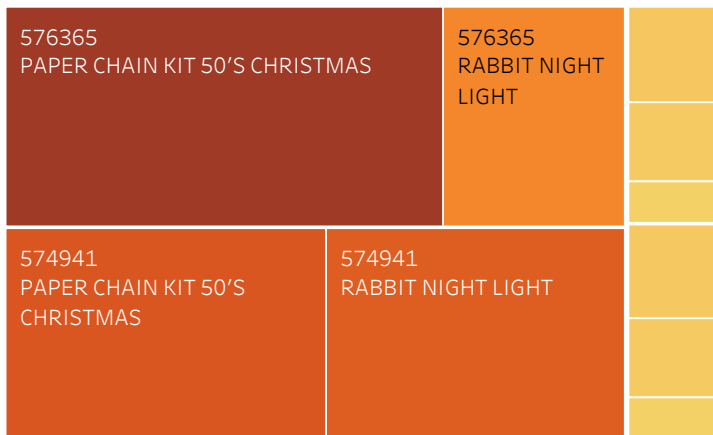 576365
PAPER CHAIN KIT 50'S CHRISTMAS
576365
RABBIT NIGHT
LIGHT
574941
PAPER CHAIN KIT 50'S
CHRISTMAS
574941
RABBIT NIGHT LIGHT